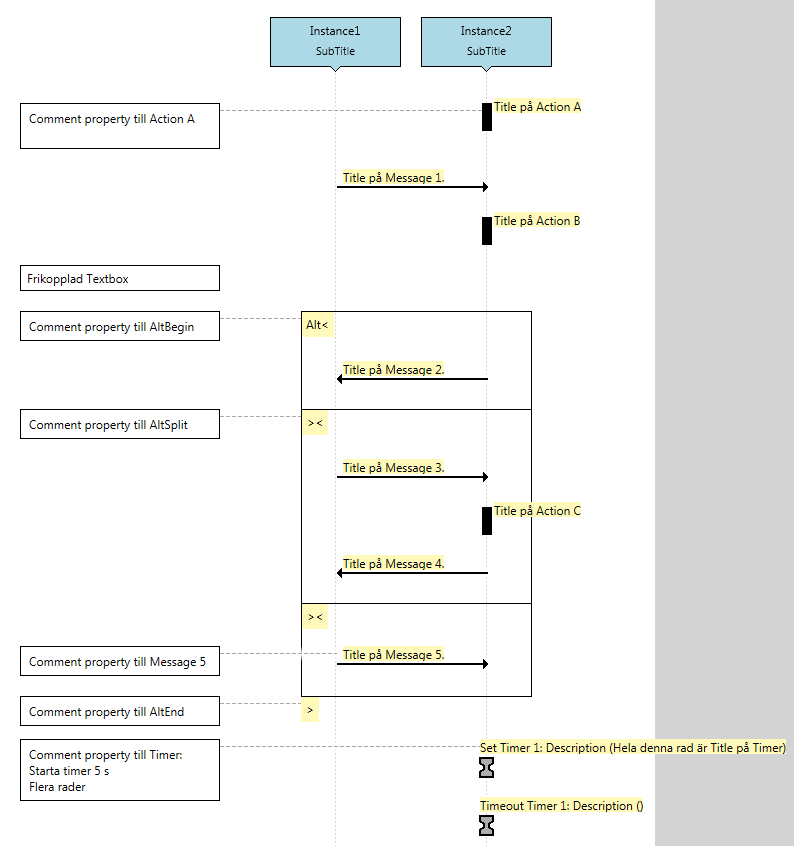 Instance1
SubTitle
Instance2
SubTitle
Comment property till Action A
Title på Action A
Title på Message 1.
Title på Action B
Frikopplad Textbox
Comment property till AltBegin
Alt<
Title på Message 2.
Comment property till AltSplit
><
Title på Message 3.
Title på Action C
Title på Message 4.
><
Comment property till Message 5
Title på Message 5.
Comment property till AltEnd
>
Comment property till Timer:
Starta timer 5 s
Flera rader
Set Timer 1: Description (Hela denna rad är Title på Timer)
Timeout Timer 1: Description ()